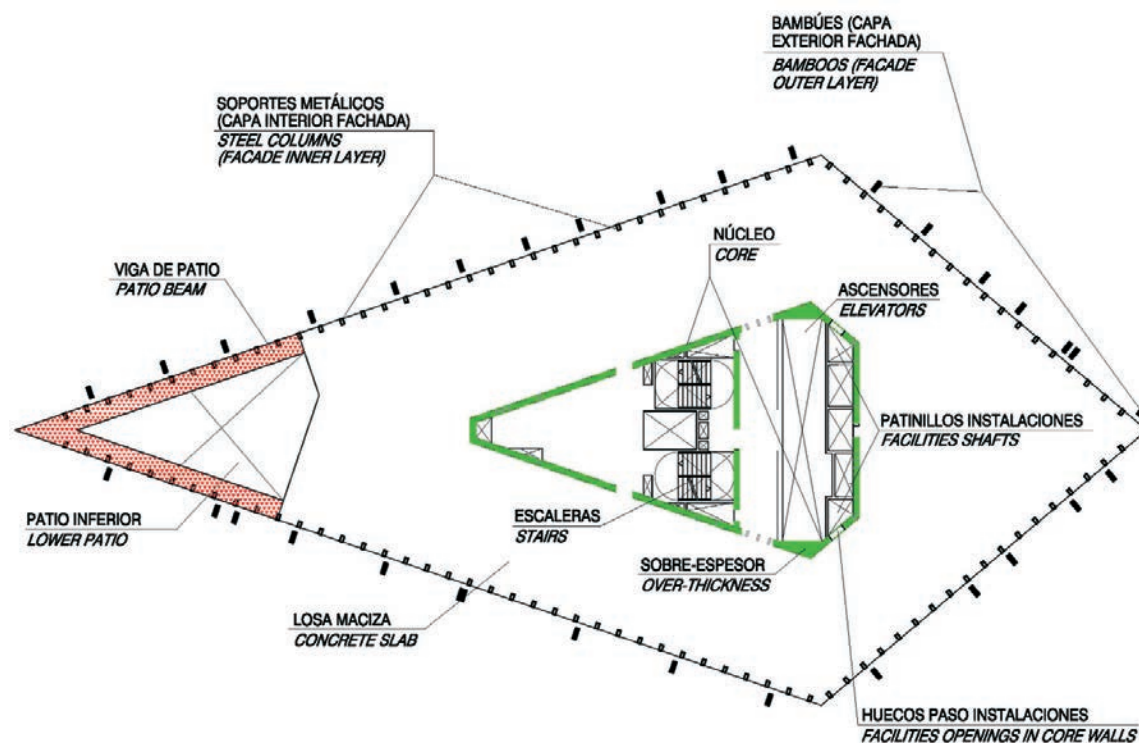 BAMBÚES (CAPA
EXTERIOR FACHADA)
BAMBOOS (FACADE
OUTER LAYER)
SOPORTES METÁLICOS
(CAPA INTERIOR FACHADA)
STEEL COLUMNS
(FACADE INNER LAYER)
NÚCLEO
CORE
VIGA DE PATIO
PATIO BEAM
ASCENSORES
ELEVATORS
PATINILLOS INSTALACIONES
FACILITIES SHAFTS
PATIO INFERIOR
LOWER PATIO
ESCALERAS
STAIRS
SOBRE-ESPESOR
OVER-THICKNESS
LOSA MACIZA
CONCRETE SLAB
HUECOS PASO INSTALACIONES
FACILITIES OPENINGS IN CORE WALLS